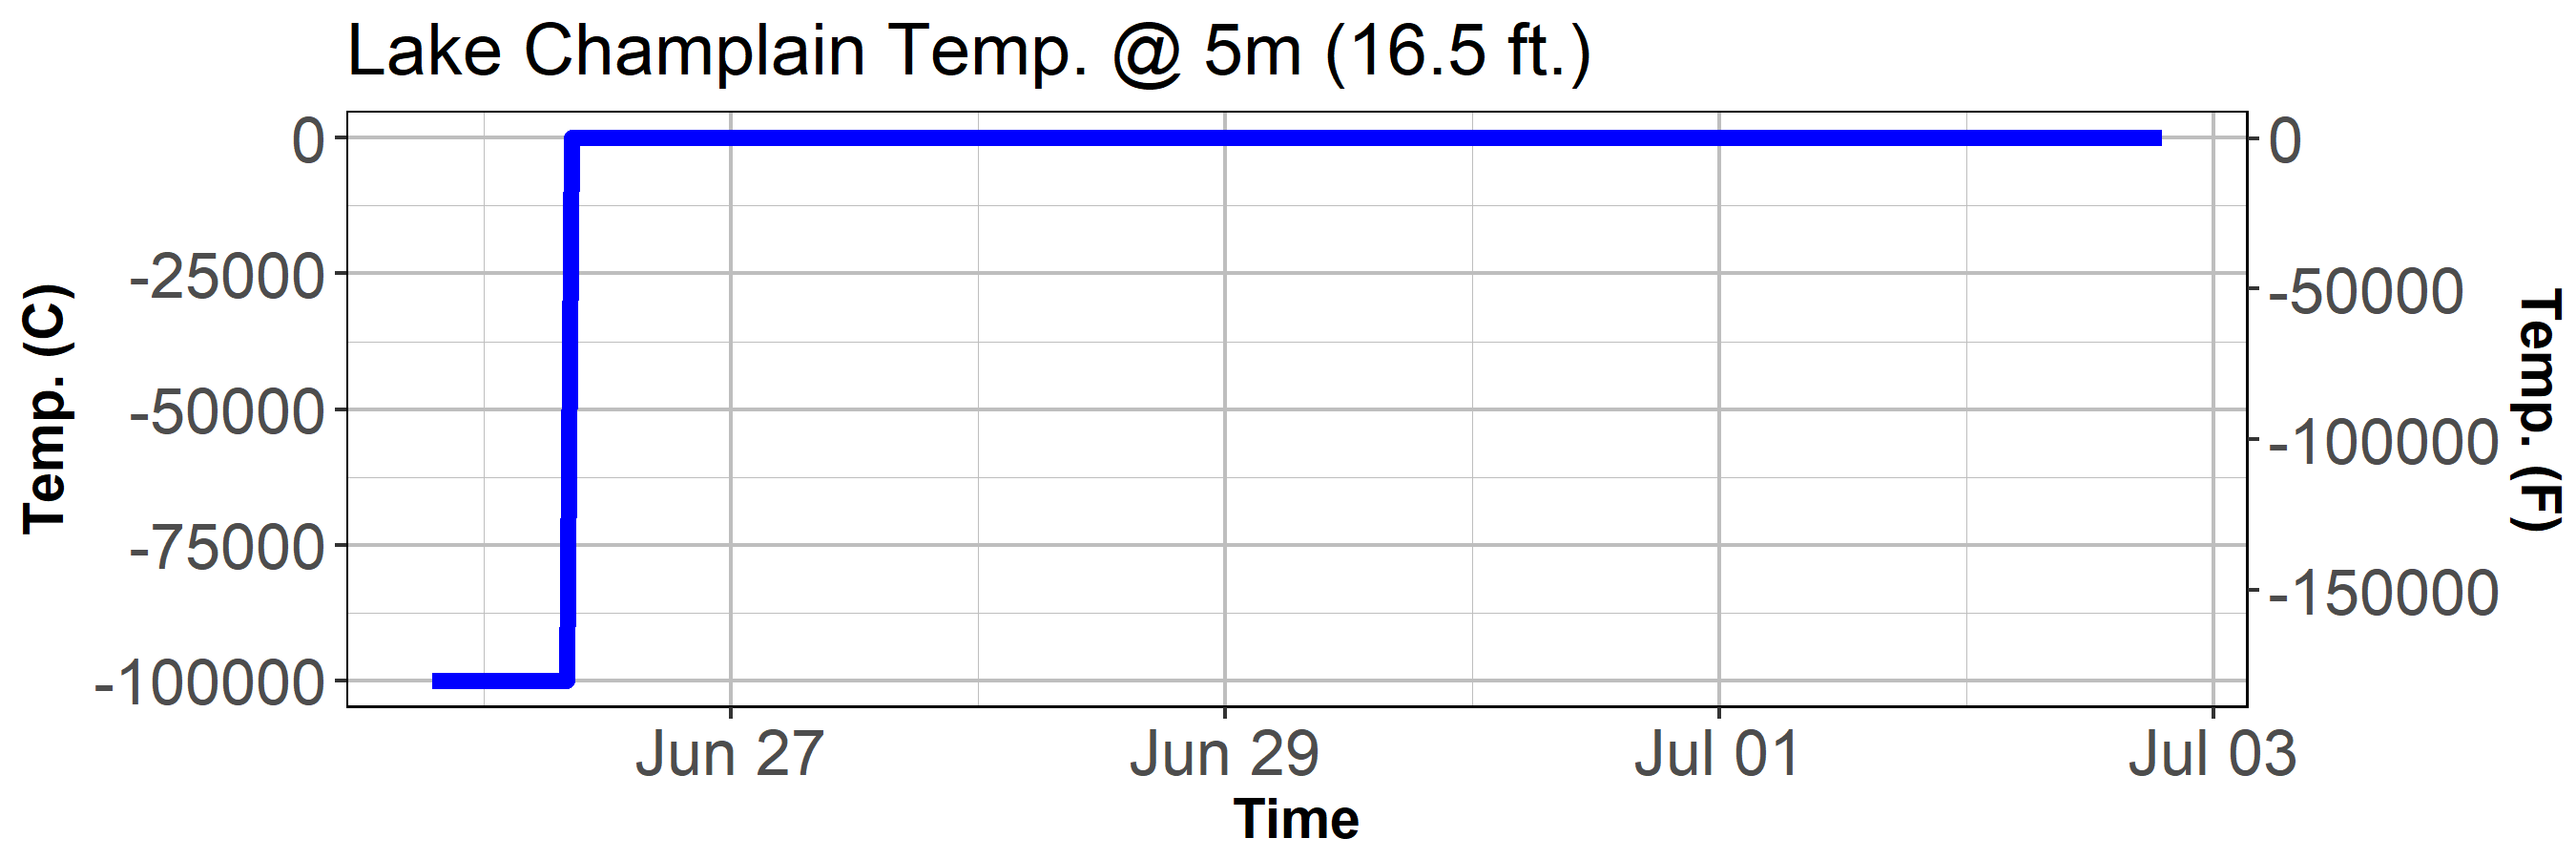 Lake Champlain Temp. @ 5m (16.5 ft.)
Temp. (C)
0
-25000
-50000
-75000
-100000
0
-50000
-100000
-150000
Temp. (F)
Jun 27
Jun 29
Jul 01
Jul 03
Time